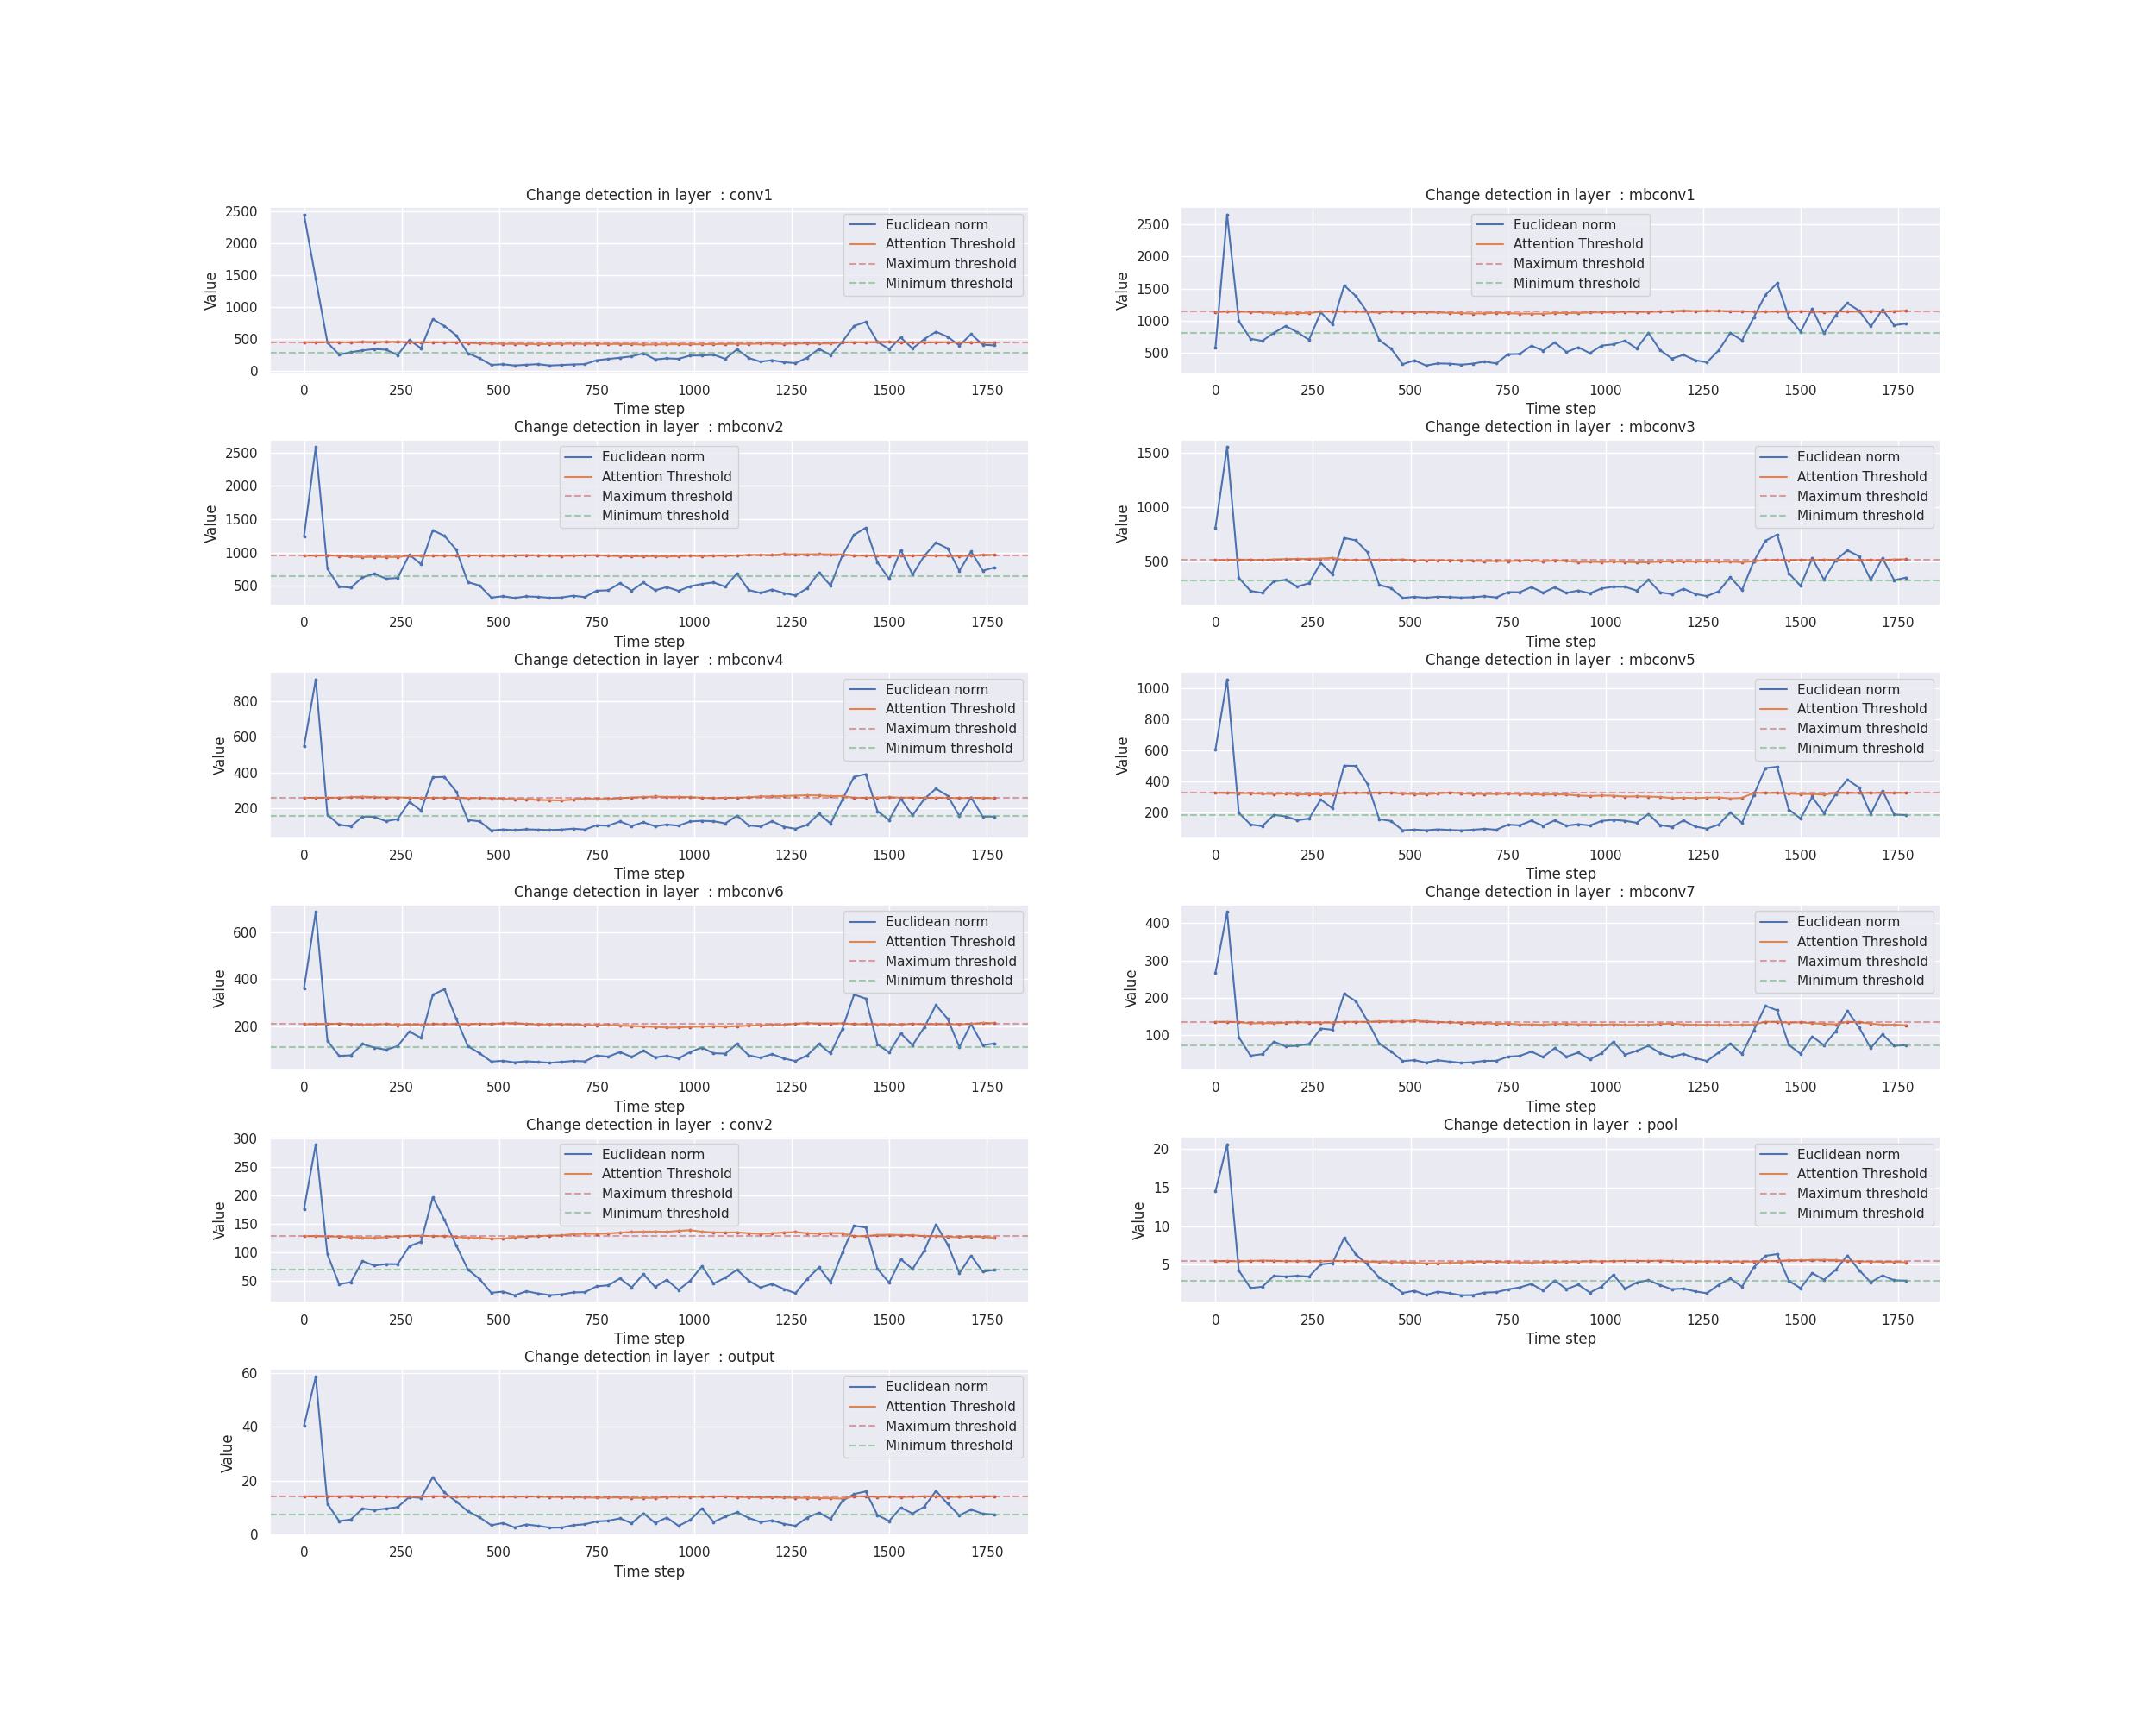 Change detection in layer : conv1
2500
2000
1500
1000
500
0
Value
Euclidean norm
Attention Threshold
Maximum threshold
Minimum threshold
0 250 500 750 1000 1250 1500 1750
Time step
Change detection in layer : mbconv1
2500
2000
1500
1000
500
Value
Euclidean norm
Attention Threshold
Maximum threshold
Minimum threshold
0 250 500 750 1000 1250 1500 1750
Time step
Change detection in layer : mbconv2
2500
2000
1500
1000
500
Value
Euclidean norm
Attention Threshold
Maximum threshold
Minimum threshold
0 250 500 750 1000 1250 1500 1750
Time step
Change detection in layer : mbconv3
1500
1000
500
Value
Euclidean norm
Attention Threshold
Maximum threshold
Minimum threshold
0 250 500 750 1000 1250 1500 1750
Time step
Change detection in layer : mbconv4
800
600
400
200
Value
Euclidean norm
Attention Threshold
Maximum threshold
Minimum threshold
0 250 500 750 1000 1250 1500 1750
Time step
Change detection in layer : mbconv5
1000
800
600
400
200
Value
Euclidean norm
Attention Threshold
Maximum threshold
Minimum threshold
0 250 500 750 1000 1250 1500 1750
Time step
Change detection in layer : mbconv6
600
400
200
Value
Euclidean norm
Attention Threshold
Maximum threshold
Minimum threshold
0 250 500 750 1000 1250 1500 1750
Time step
Change detection in layer : mbconv7
400
300
200
100
Value
Euclidean norm
Attention Threshold
Maximum threshold
Minimum threshold
0 250 500 750 1000 1250 1500 1750
Time step
Change detection in layer : conv2
300
250
200
150
100
50
Value
Euclidean norm
Attention Threshold
Maximum threshold
Minimum threshold
0 250 500 750 1000 1250 1500 1750
Time step
Change detection in layer : pool
20
15
10
5
Value
Euclidean norm
Attention Threshold
Maximum threshold
Minimum threshold
0 250 500 750 1000 1250 1500 1750
Time step
Change detection in layer : output
60
40
20
0
Value
Euclidean norm
Attention Threshold
Maximum threshold
Minimum threshold
0 250 500 750 1000 1250 1500 1750
Time step